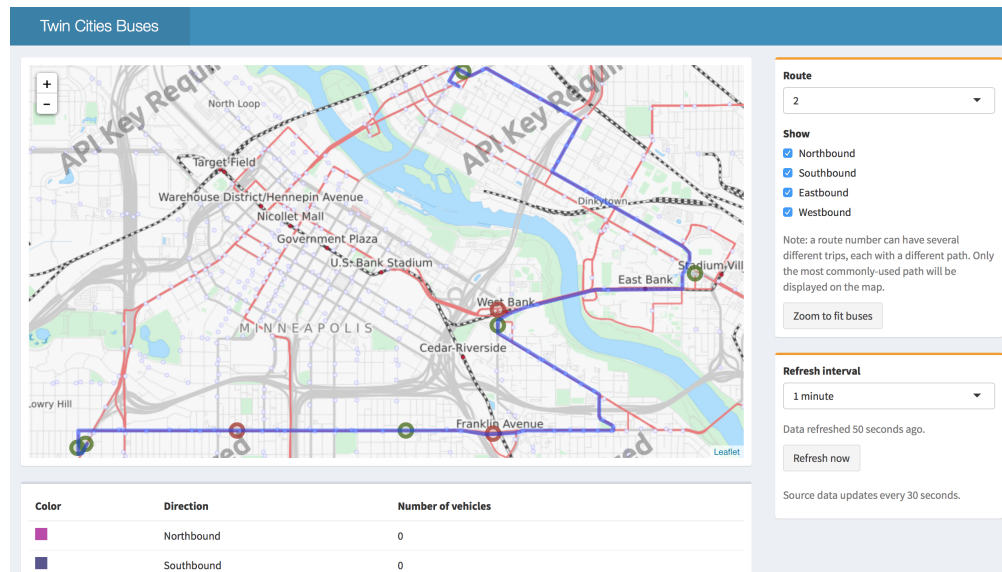 Twin Cities Buses
+
−
API Key Requir
API Key Requi
North Loop
Target Field
Warehouse District/Hennepin Avenue
Nicollet Mall
Government Plaza
U.S. Bank Stadium
Dinkytown
Stadium Vill
East Bank
West Bank
MINNEAPOLIS
Cedar-Riverside
Lowry Hill
Franklin Avenue
ed
red
Leaflet
Color Direction Number of vehicles
Northbound 0
Southbound 0
Route
2
Show
Northbound
Southbound
Eastbound
Westbound
Note: a route number can have several
different trips, each with a different path. Only
the most commonly-used path will be
displayed on the map.
Zoom to fit buses
Refresh interval
1 minute
Data refreshed 50 seconds ago.
Refresh now
Source data updates every 30 seconds.